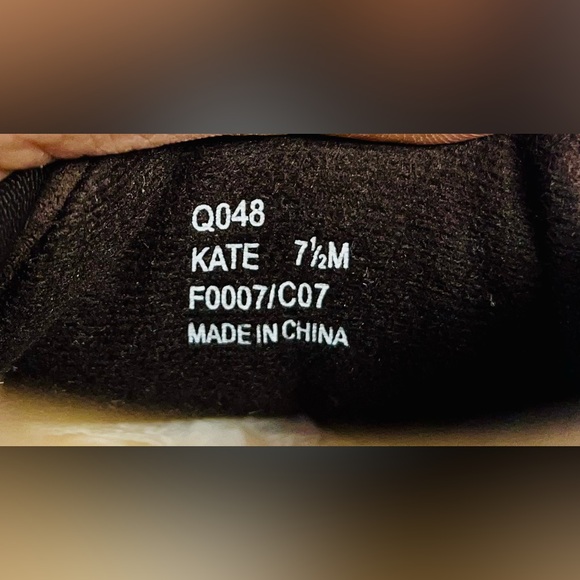 Q048
KATE 7½M
F0007/C07
MADE IN CHINA